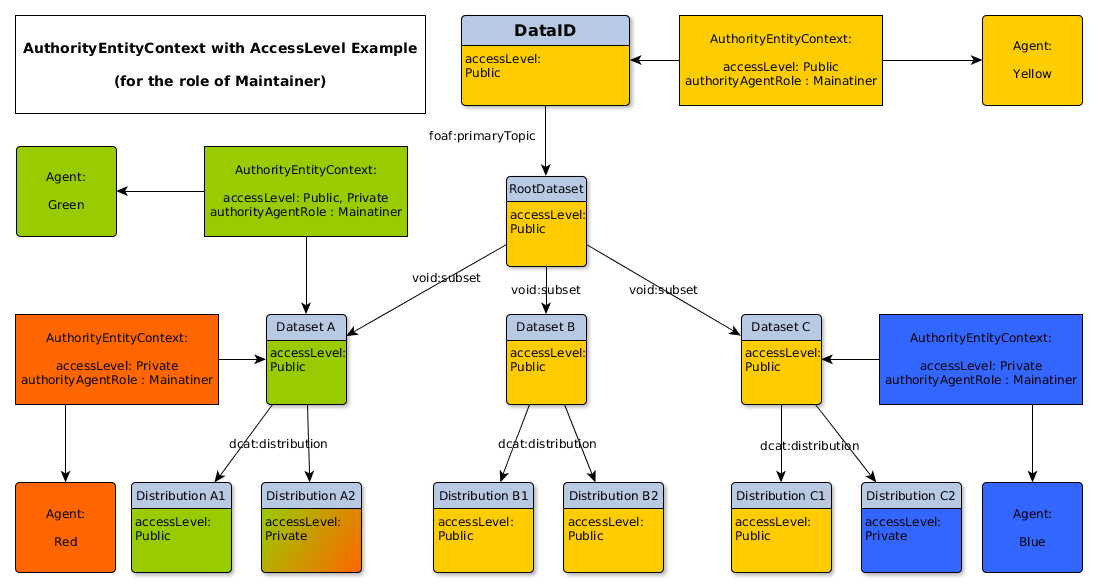 AuthorityEntityContext with AccessLevel Example
(for the role of Maintainer)
DataID
accessLevel:
Public
AuthorityEntityContext:
accessLevel: Public
authorityAgentRole : Mainatiner
Agent:
Yellow
foaf:primaryTopic
Agent:
Green
AuthorityEntityContext:
accessLevel: Public, Private
authorityAgentRole : Mainatiner
RootDataset
accessLevel:
Public
void:subset
void:subset
void:subset
AuthorityEntityContext:
accessLevel: Private
authorityAgentRole : Mainatiner
Dataset A
accessLevel:
Public
Dataset B
accessLevel:
Public
Dataset C
accessLevel:
Public
AuthorityEntityContext:
accessLevel: Private
authorityAgentRole : Mainatiner
dcat:distribution
dcat:distribution
dcat:distribution
Agent:
Red
Distribution A1
accessLevel:
Public
Distribution A2
accessLevel:
Private
Distribution B1
accessLevel:
Public
Distribution B2
accessLevel:
Public
Distribution C1
accessLevel:
Public
Distribution C2
accessLevel:
Private
Agent:
Blue